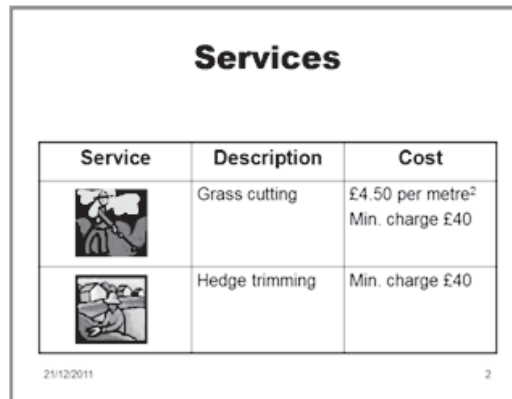 Services
Service Description Cost
Grass cutting £4.50 per metre²
Min. charge £40
Hedge trimming Min. charge £40
21/12/2011 2